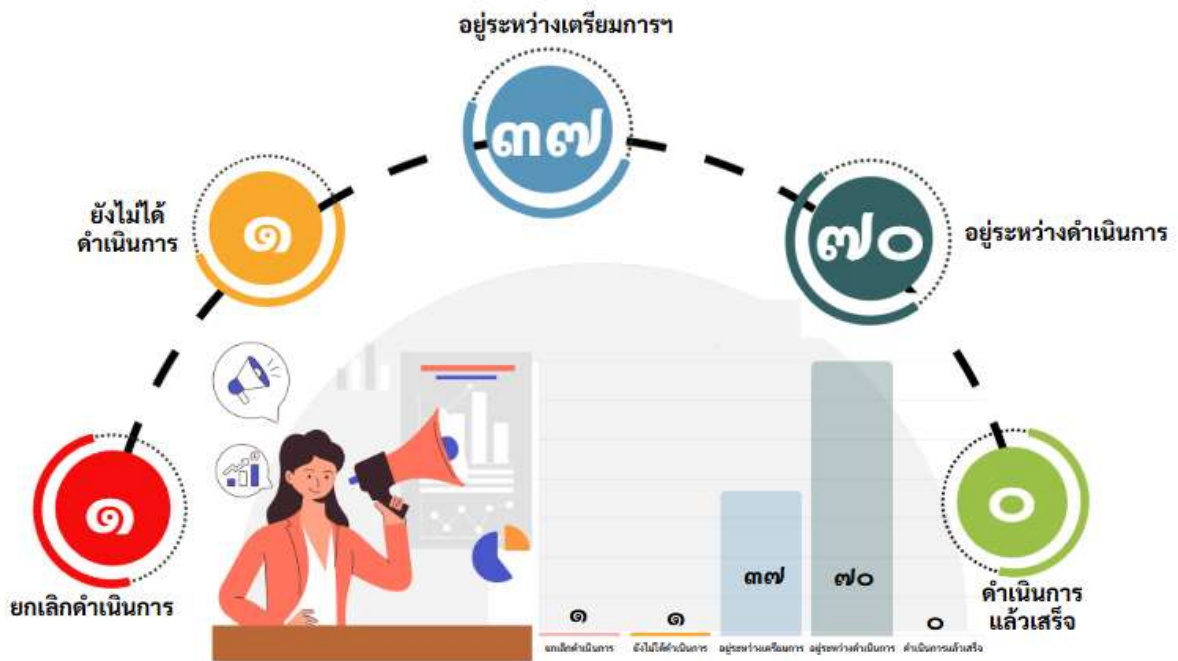 อยู่ระหว่างเตรียมการฯ
๓๗
ยังไม่ได้
ดำเนินการ
๑
๗๐
อยู่ระหว่างดำเนินการ
๑
ยกเลิกดำเนินการ
๐
ดำเนินการ
แล้วเสร็จ
๑
๑
๓๗
๗๐
๐
ยกเลิกดำเนินการ
ยังไม่ได้ดำเนินการ
อยู่ระหว่างเตรียมการ
อยู่ระหว่างดำเนินการ
ดำเนินการแล้วเสร็จ